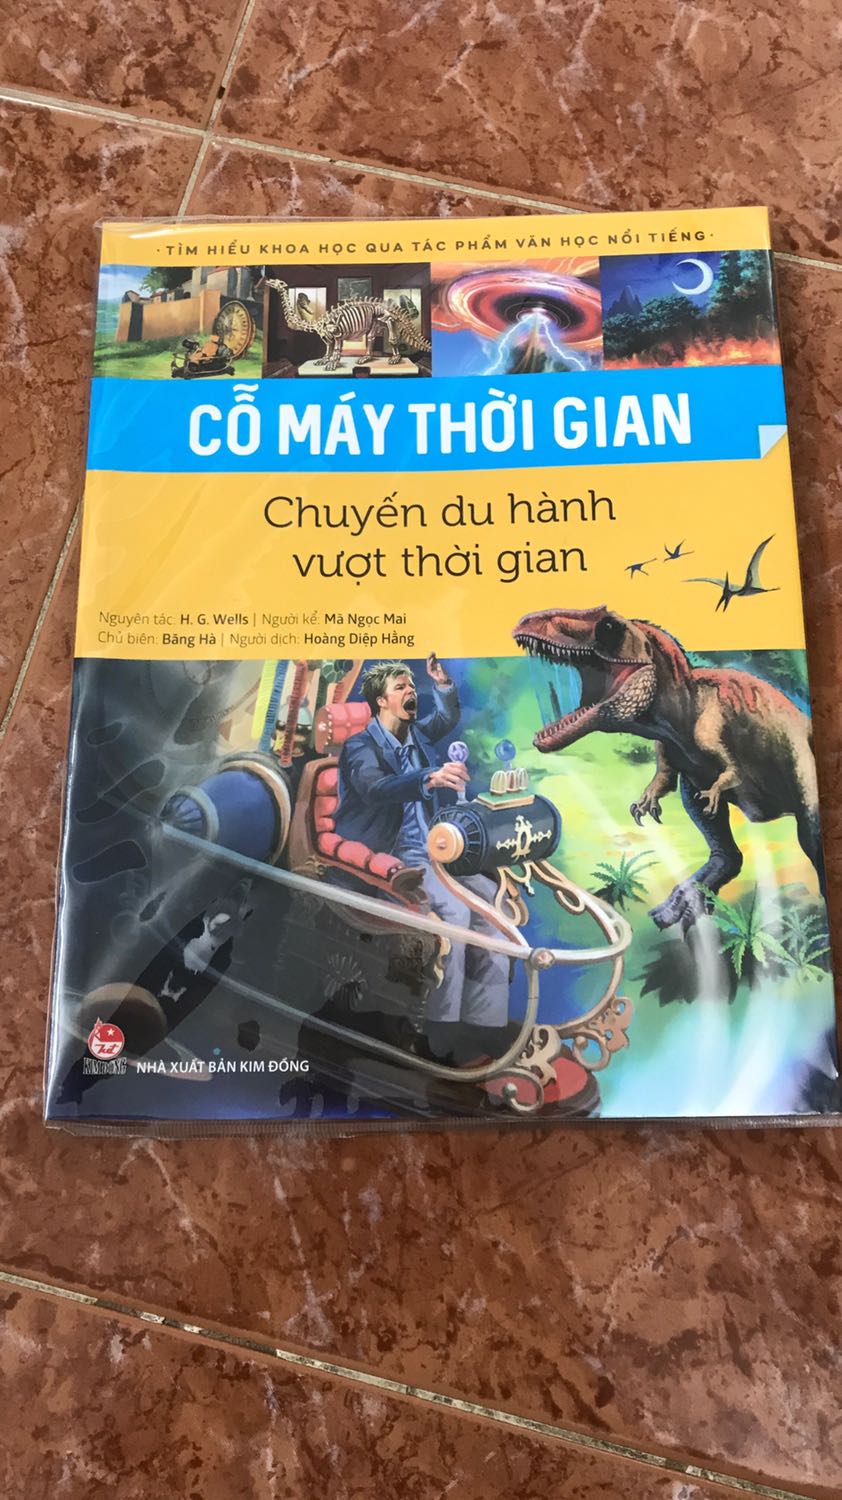 · TÌM HIỂU KHOA HỌC QUA TÁC PHẨM VĂN HỌC NỔI TIẾNG ·
CỖ MÁY THỜI GIAN
Chuyến du hành
vượt thời gian
Nguyên tác: H. G. Wells | Người kể: Mã Ngọc Mai
Chủ biên: Băng Hà | Người dịch: Hoàng Diệp Hằng
KIM ĐỒNG
NHÀ XUẤT BẢN KIM ĐỒNG